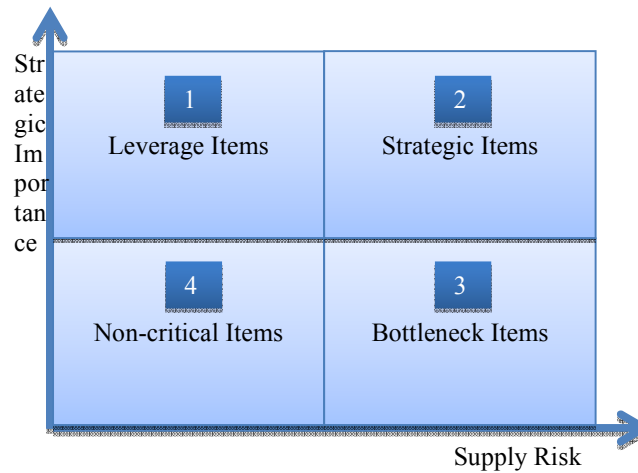 Str
ate
gic
Im
por
tan
ce
1
Leverage Items
2
Strategic Items
4
Non-critical Items
3
Bottleneck Items
Supply Risk